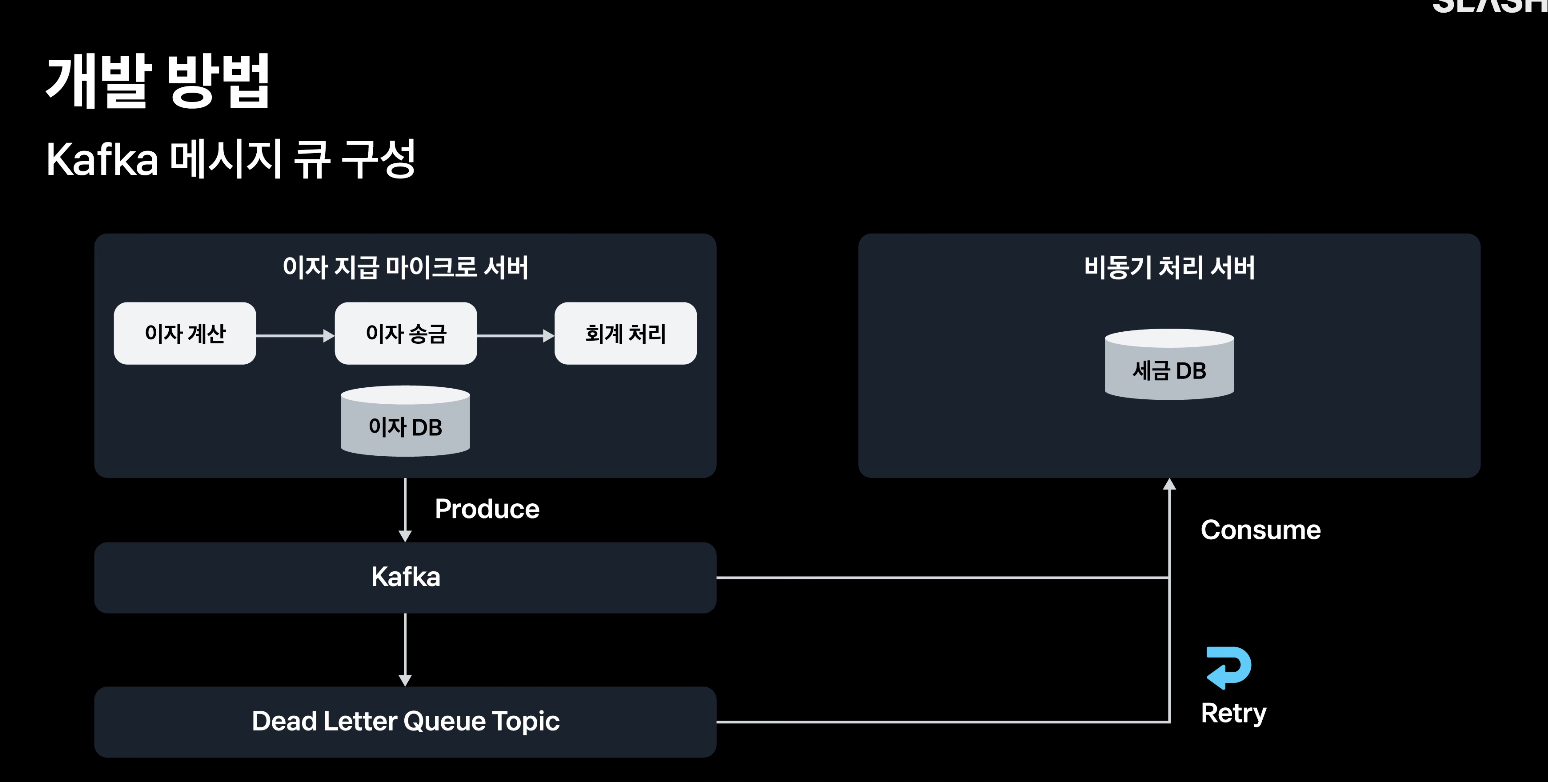 개발 방법
Kafka 메시지 큐 구성
이자 지급 마이크로 서버
이자 계산
이자 송금
회계 처리
이자 DB
비동기 처리 서버
세금 DB
Produce
Consume
Kafka
Retry
Dead Letter Queue Topic